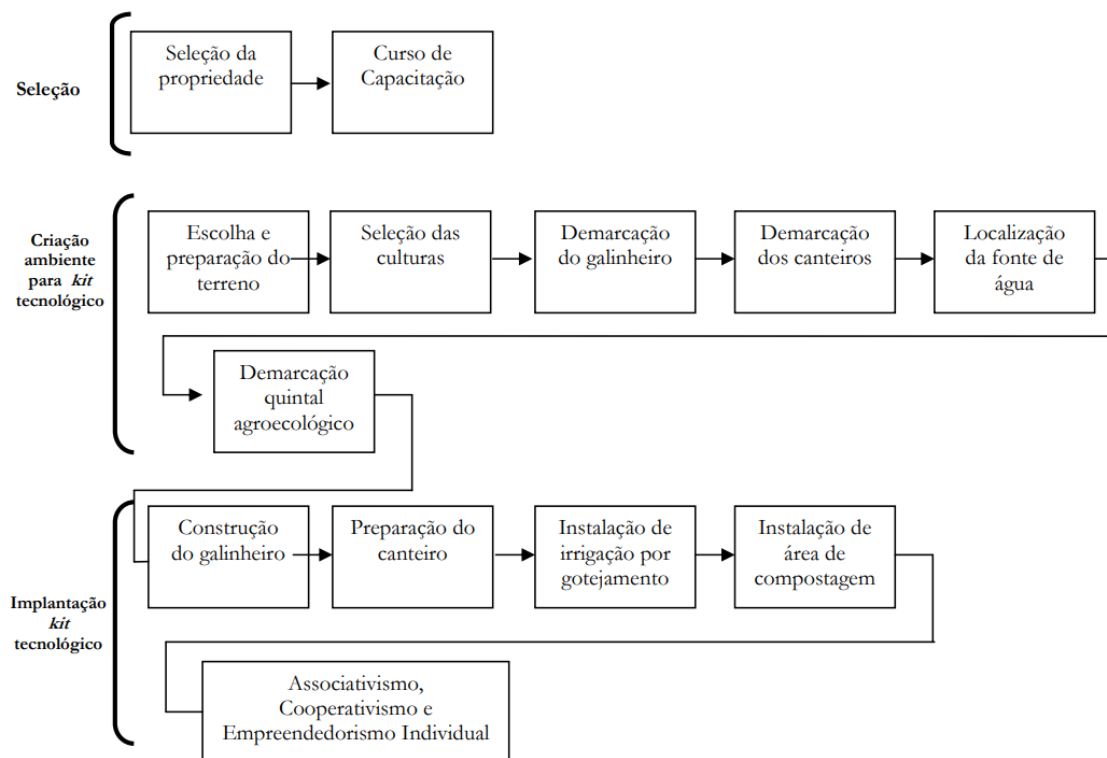 Seleção
Seleção da
propriedade
Curso de
Capacitação
Criação
ambiente
para kit
tecnológico
Escolha e
preparação do
terreno
Seleção das
culturas
Demarcação
do galinheiro
Demarcação
dos canteiros
Localização
da fonte de
água
Demarcação
quintal
agroecológico
Implantação
kit
tecnológico
Construção
do galinheiro
Preparação do
canteiro
Instalação de
irrigação por
gotejamento
Instalação de
área de
compostagem
Associativismo,
Cooperativismo e
Empreendedorismo Individual